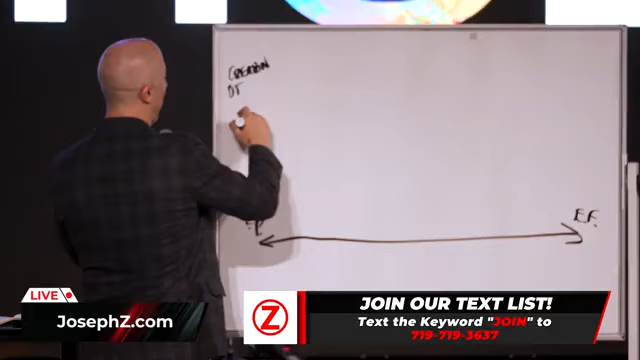 CREATION
OT
E.P.
E.F.
LIVE
JosephZ.com
Z
JOIN OUR TEXT LIST!
Text the Keyword "JOIN" to
719-719-3637